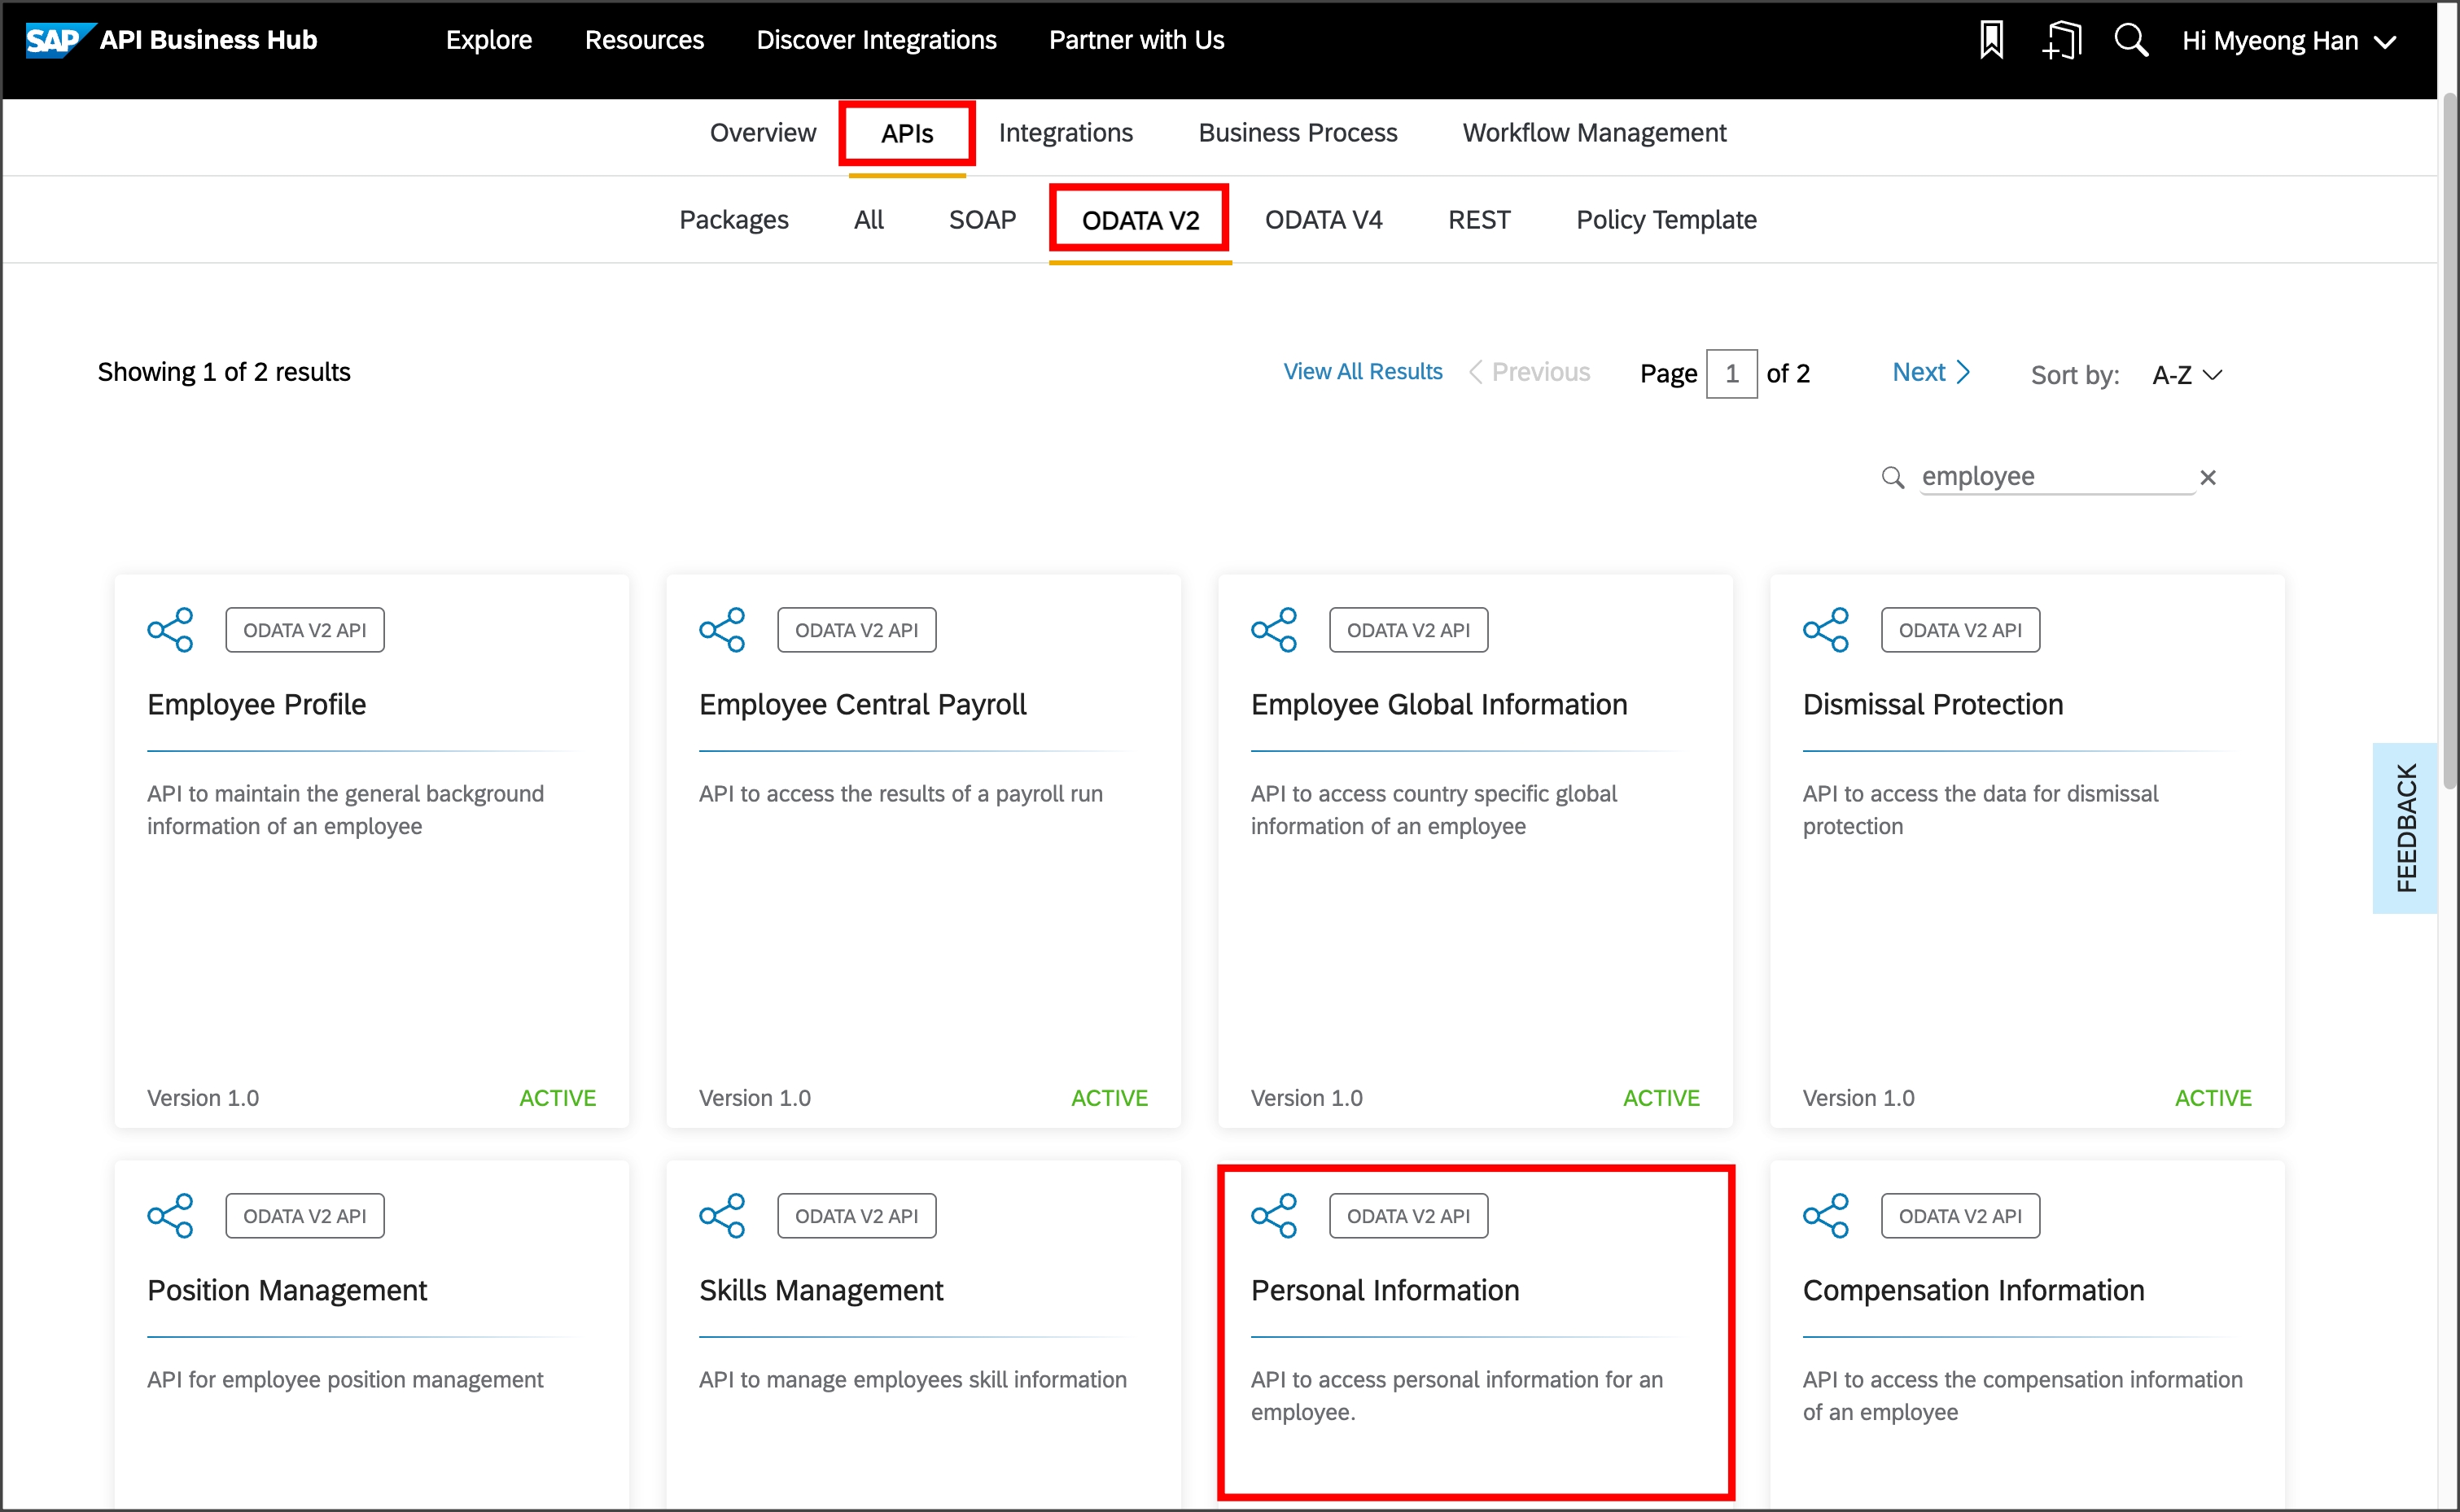 SAP API Business Hub Explore Resources Discover Integrations Partner with Us Hi Myeong Han
Overview APIs Integrations Business Process Workflow Management
Packages All SOAP ODATA V2 ODATA V4 REST Policy Template
Showing 1 of 2 results View All Results Previous Page 1 of 2 Next Sort by: A-Z
employee
ODATA V2 API
Employee Profile
API to maintain the general background
information of an employee
Version 1.0 ACTIVE
ODATA V2 API
Employee Central Payroll
API to access the results of a payroll run
Version 1.0 ACTIVE
ODATA V2 API
Employee Global Information
API to access country specific global
information of an employee
Version 1.0 ACTIVE
ODATA V2 API
Dismissal Protection
API to access the data for dismissal
protection
Version 1.0 ACTIVE
FEEDBACK
ODATA V2 API
Position Management
API for employee position management
ODATA V2 API
Skills Management
API to manage employees skill information
ODATA V2 API
Personal Information
API to access personal information for an
employee.
ODATA V2 API
Compensation Information
API to access the compensation information
of an employee